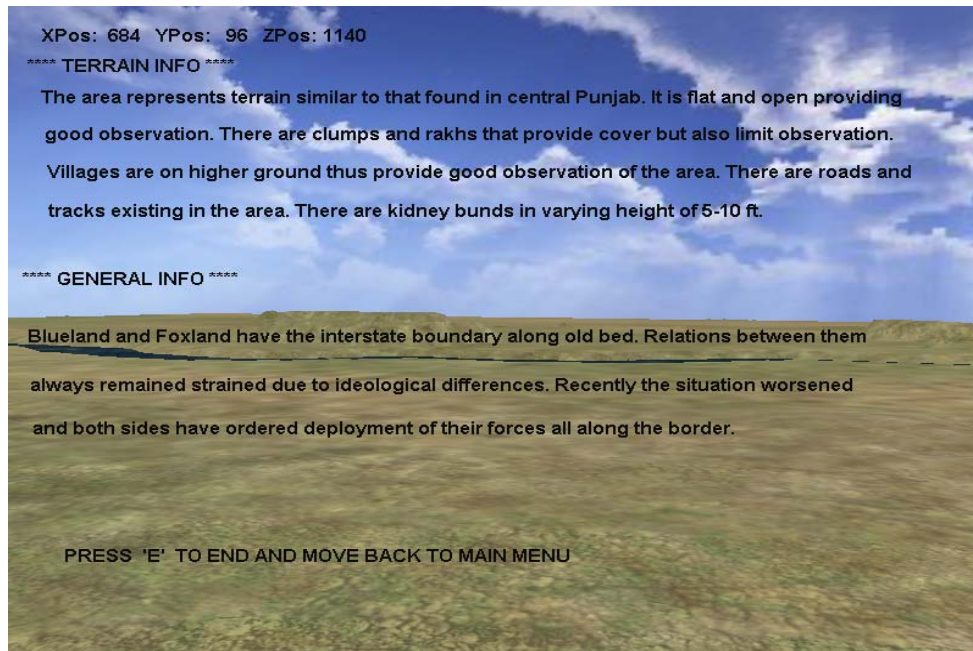 XPos: 684 YPos: 96 ZPos: 1140
**** TERRAIN INFO ****
The area represents terrain similar to that found in central Punjab. It is flat and open providing
good observation. There are clumps and rakhs that provide cover but also limit observation.
Villages are on higher ground thus provide good observation of the area. There are roads and
tracks existing in the area. There are kidney bunds in varying height of 5-10 ft.
**** GENERAL INFO ****
Blueland and Foxland have the interstate boundary along old bed. Relations between them
always remained strained due to ideological differences. Recently the situation worsened
and both sides have ordered deployment of their forces all along the border.
PRESS 'E' TO END AND MOVE BACK TO MAIN MENU